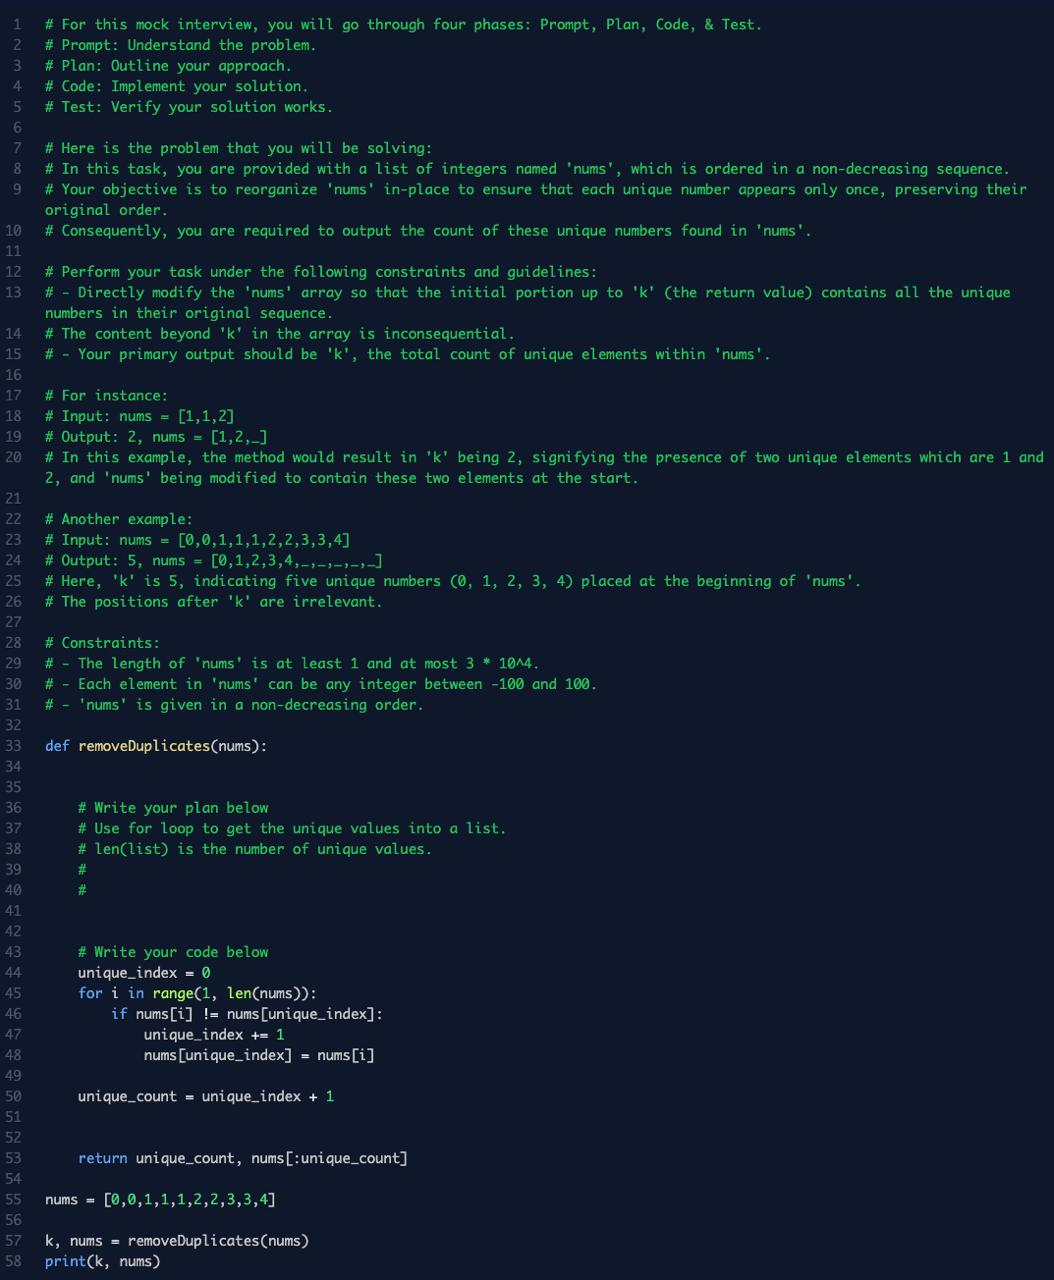 1 # For this mock interview, you will go through four phases: Prompt, Plan, Code, & Test.
2 # Prompt: Understand the problem.
3 # Plan: Outline your approach.
4 # Code: Implement your solution.
5 # Test: Verify your solution works.
6
7 # Here is the problem that you will be solving:
8 # In this task, you are provided with a list of integers named 'nums', which is ordered in a non-decreasing sequence.
9 # Your objective is to reorganize 'nums' in-place to ensure that each unique number appears only once, preserving their
original order.
10 # Consequently, you are required to output the count of these unique numbers found in 'nums'.
11
12 # Perform your task under the following constraints and guidelines:
13 # - Directly modify the 'nums' array so that the initial portion up to 'k' (the return value) contains all the unique
numbers in their original sequence.
14 # The content beyond 'k' in the array is inconsequential.
15 # - Your primary output should be 'k', the total count of unique elements within 'nums'.
16
17 # For instance:
18 # Input: nums = [1,1,2]
19 # Output: 2, nums = [1,2,_]
20 # In this example, the method would result in 'k' being 2, signifying the presence of two unique elements which are 1 and
2, and 'nums' being modified to contain these two elements at the start.
21
22 # Another example:
23 # Input: nums = [0,0,1,1,1,2,2,3,3,4]
24 # Output: 5, nums = [0,1,2,3,4,_,_,_,_,_]
25 # Here, 'k' is 5, indicating five unique numbers (0, 1, 2, 3, 4) placed at the beginning of 'nums'.
26 # The positions after 'k' are irrelevant.
27
28 # Constraints:
29 # - The length of 'nums' is at least 1 and at most 3 * 10^4.
30 # - Each element in 'nums' can be any integer between -100 and 100.
31 # - 'nums' is given in a non-decreasing order.
32
33 def removeDuplicates(nums):
34
35
36     # Write your plan below
37     # Use for loop to get the unique values into a list.
38     # len(list) is the number of unique values.
39     #
40     #
41
42
43     # Write your code below
44     unique_index = 0
45     for i in range(1, len(nums)):
46         if nums[i] != nums[unique_index]:
47             unique_index += 1
48             nums[unique_index] = nums[i]
49
50     unique_count = unique_index + 1
51
52
53     return unique_count, nums[:unique_count]
54
55 nums = [0,0,1,1,1,2,2,3,3,4]
56
57 k, nums = removeDuplicates(nums)
58 print(k, nums)